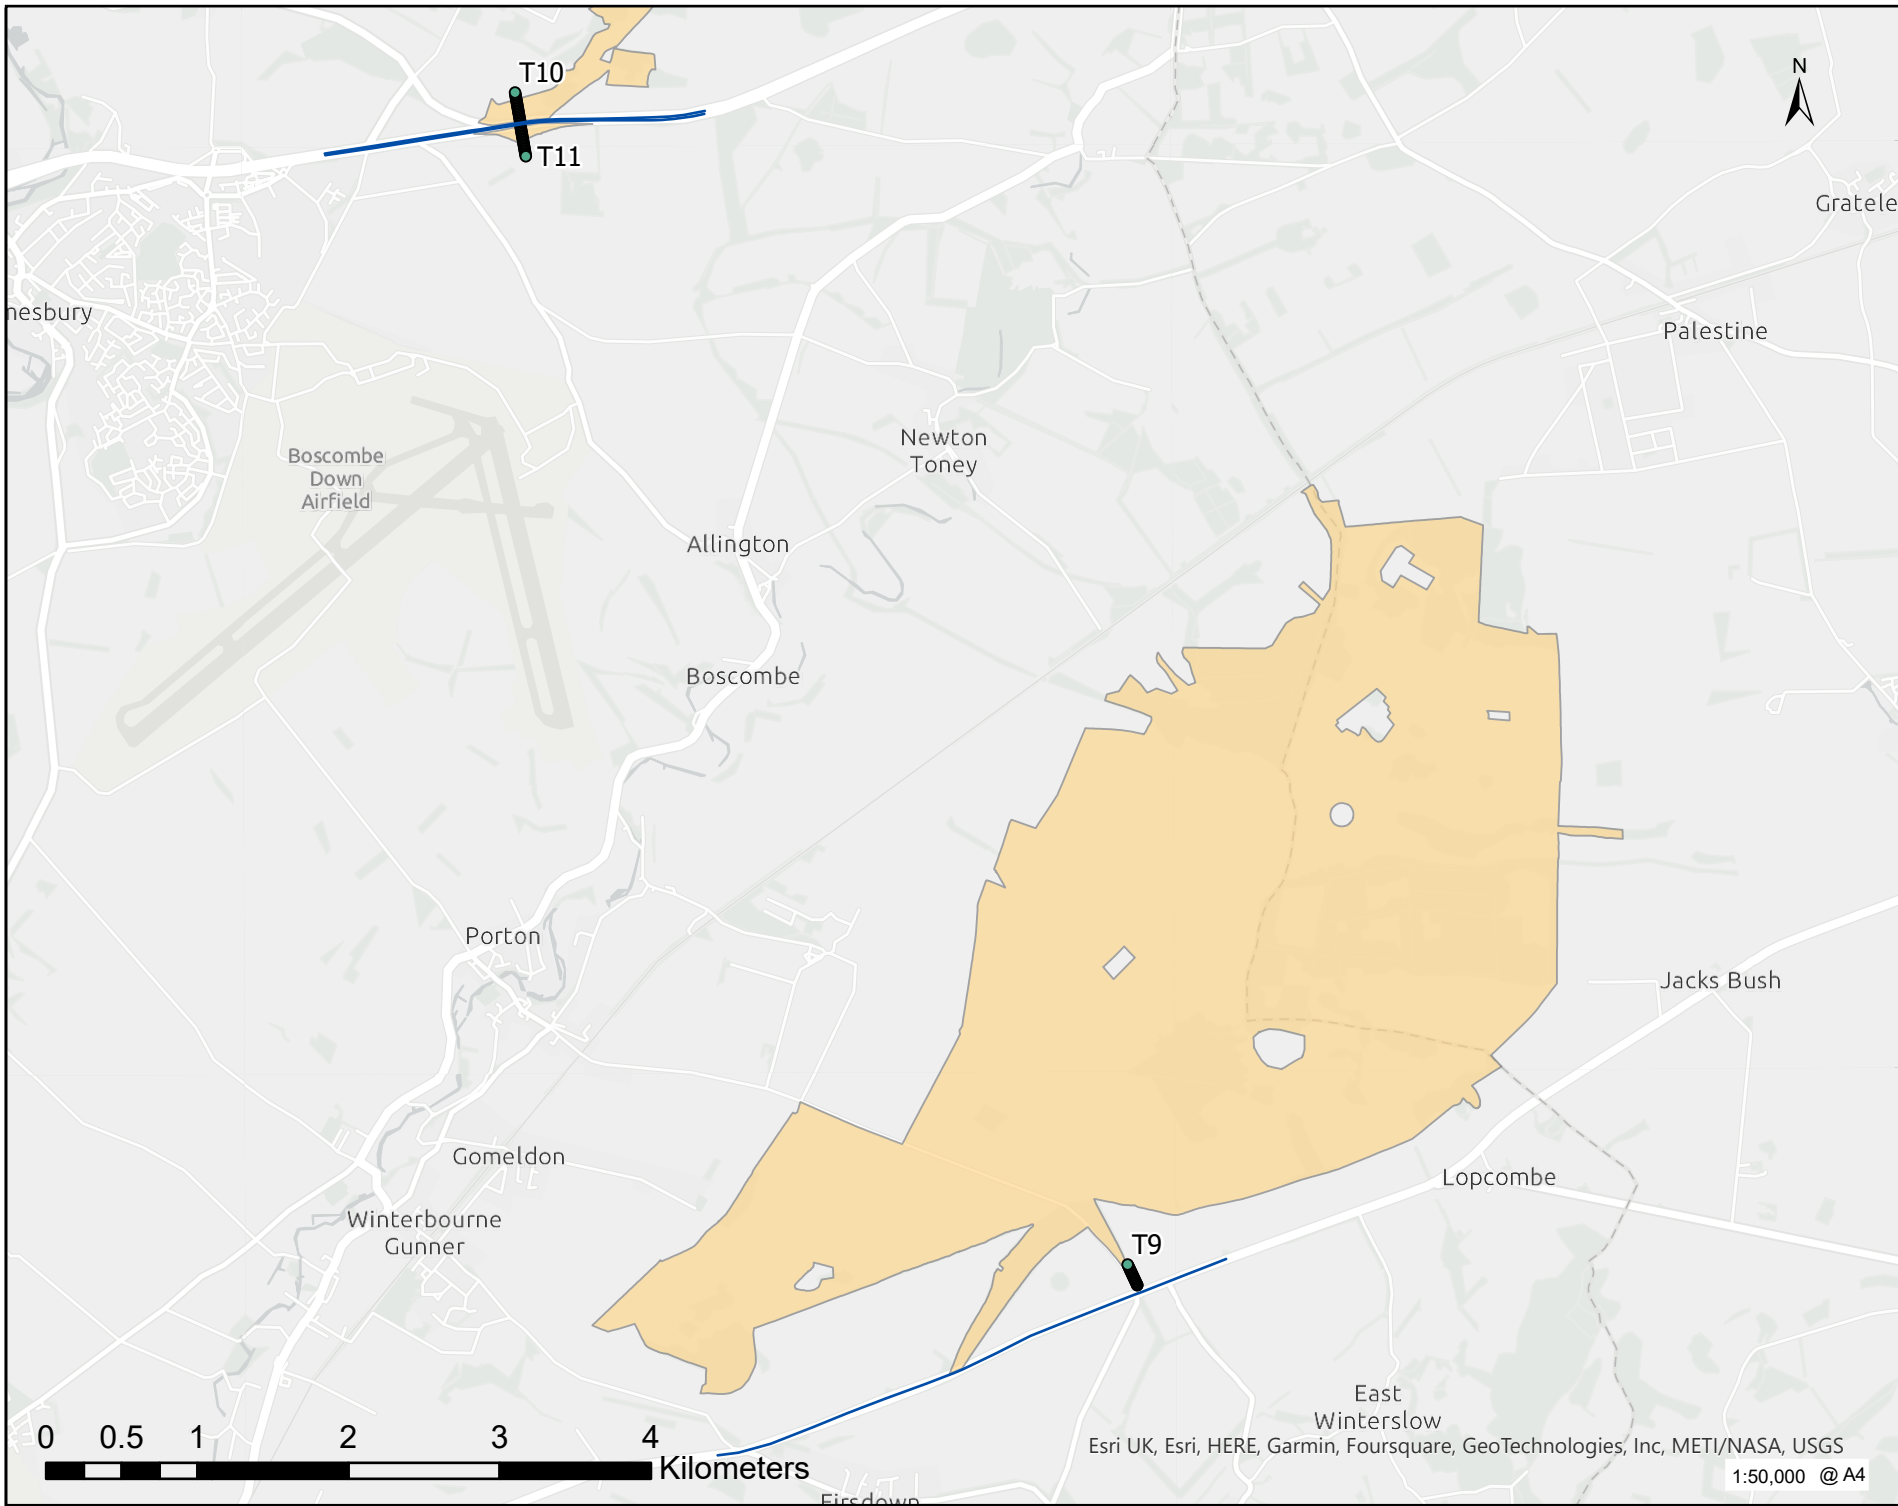 T10
N
T11
Gratele
nesbury
Palestine
Newton
Toney
Boscombe
Down
Airfield
Allington
Boscombe
Porton
Jacks Bush
Gomeldon
Lopcombe
Winterbourne
Gunner
T9
East
Winterslow
0 0.5 1 2 3 4
Kilometers
Esri UK, Esri, HERE, Garmin, Foursquare, GeoTechnologies, Inc, METI/NASA, USGS
1:50,000 @ A4
Firsdown